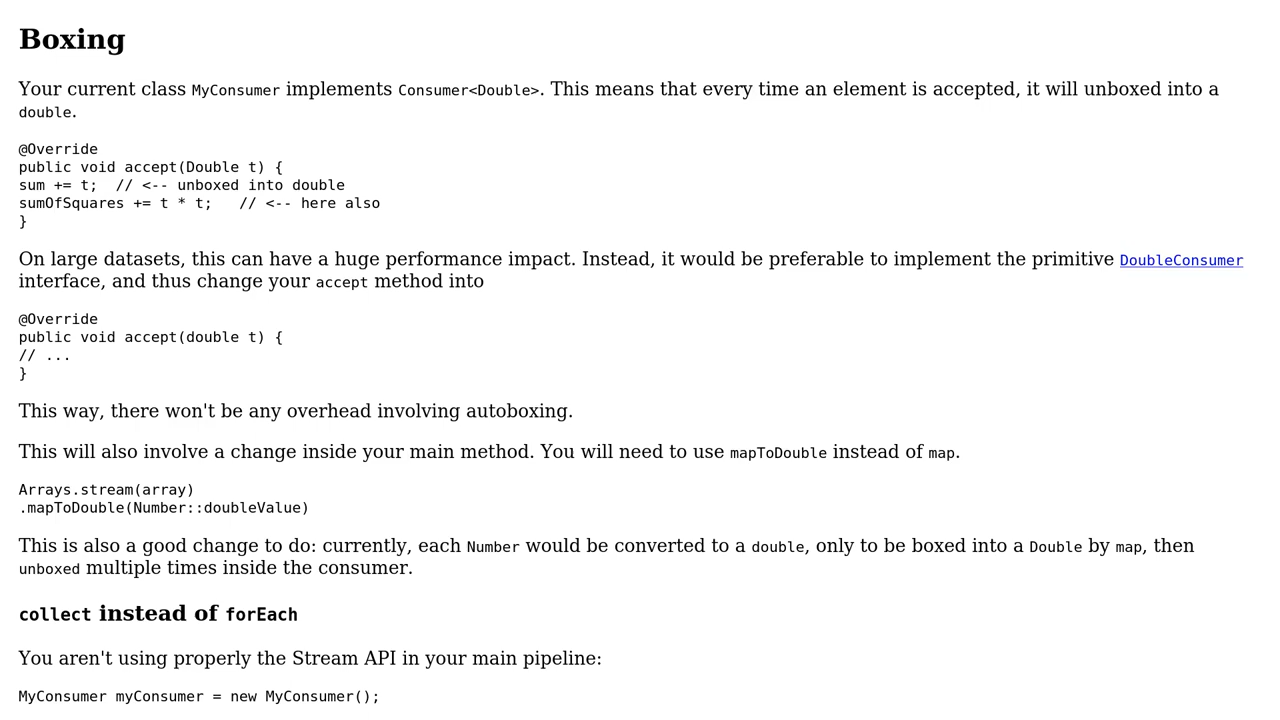 Boxing
Your current class MyConsumer implements Consumer<Double>. This means that every time an element is accepted, it will unboxed into a
double.
@Override
public void accept(Double t) {
sum += t;  // <-- unboxed into double
sumOfSquares += t * t;   // <-- here also
}
On large datasets, this can have a huge performance impact. Instead, it would be preferable to implement the primitive DoubleConsumer
interface, and thus change your accept method into
@Override
public void accept(double t) {
// ...
}
This way, there won't be any overhead involving autoboxing.
This will also involve a change inside your main method. You will need to use mapToDouble instead of map.
Arrays.stream(array)
.mapToDouble(Number::doubleValue)
This is also a good change to do: currently, each Number would be converted to a double, only to be boxed into a Double by map, then
unboxed multiple times inside the consumer.
collect instead of forEach
You aren't using properly the Stream API in your main pipeline:
MyConsumer myConsumer = new MyConsumer();